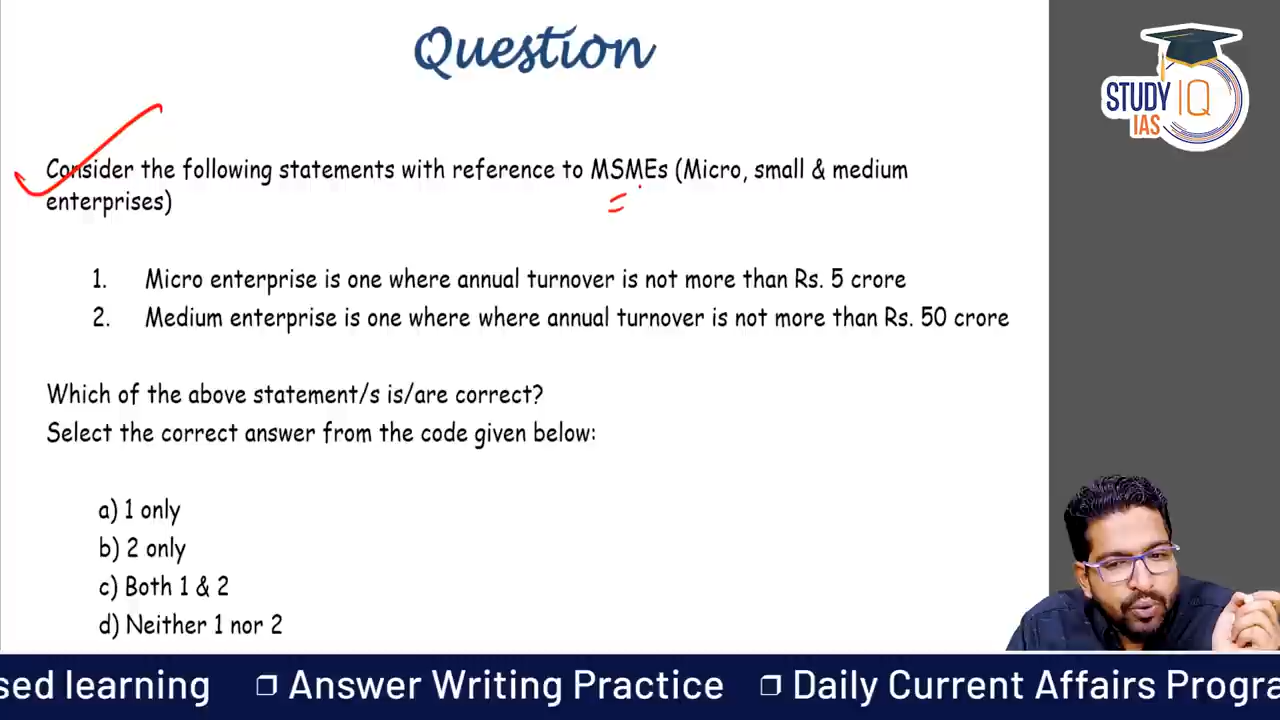 Question
STUDY IQ
IAS
Consider the following statements with reference to MSMEs (Micro, small & medium
enterprises)
1. Micro enterprise is one where annual turnover is not more than Rs. 5 crore
2. Medium enterprise is one where where annual turnover is not more than Rs. 50 crore
Which of the above statement/s is/are correct?
Select the correct answer from the code given below:
a) 1 only
b) 2 only
c) Both 1 & 2
d) Neither 1 nor 2
sed learning ❒ Answer Writing Practice ❒ Daily Current Affairs Progra